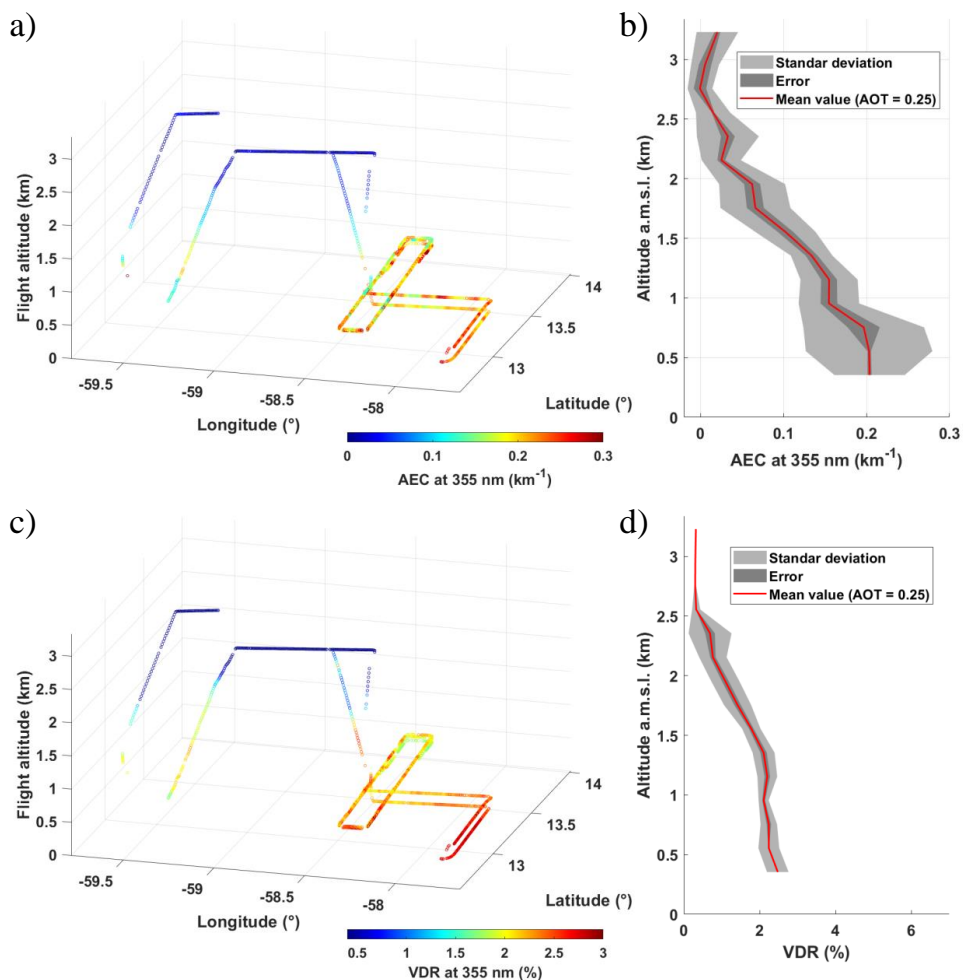 a)
3
2.5
2
1.5
1
0.5
0
Flight altitude (km)
-59.5
-59
-58.5
-58
Longitude (°)
13
13.5
14
Latitude (°)
0
0.1
0.2
0.3
AEC at 355 nm (km-1)
b)
Standar deviation
Error
Mean value (AOT = 0.25)
3
2.5
2
1.5
1
0.5
0
Altitude a.m.s.l. (km)
0
0.1
0.2
0.3
AEC at 355 nm (km-1)
c)
3
2.5
2
1.5
1
0.5
0
Flight altitude (km)
-59.5
-59
-58.5
-58
Longitude (°)
13
13.5
14
Latitude (°)
0.5
1
1.5
2
2.5
3
VDR at 355 nm (%)
d)
Standar deviation
Error
Mean value (AOT = 0.25)
3
2.5
2
1.5
1
0.5
0
Altitude a.m.s.l. (km)
0
2
4
6
VDR (%)